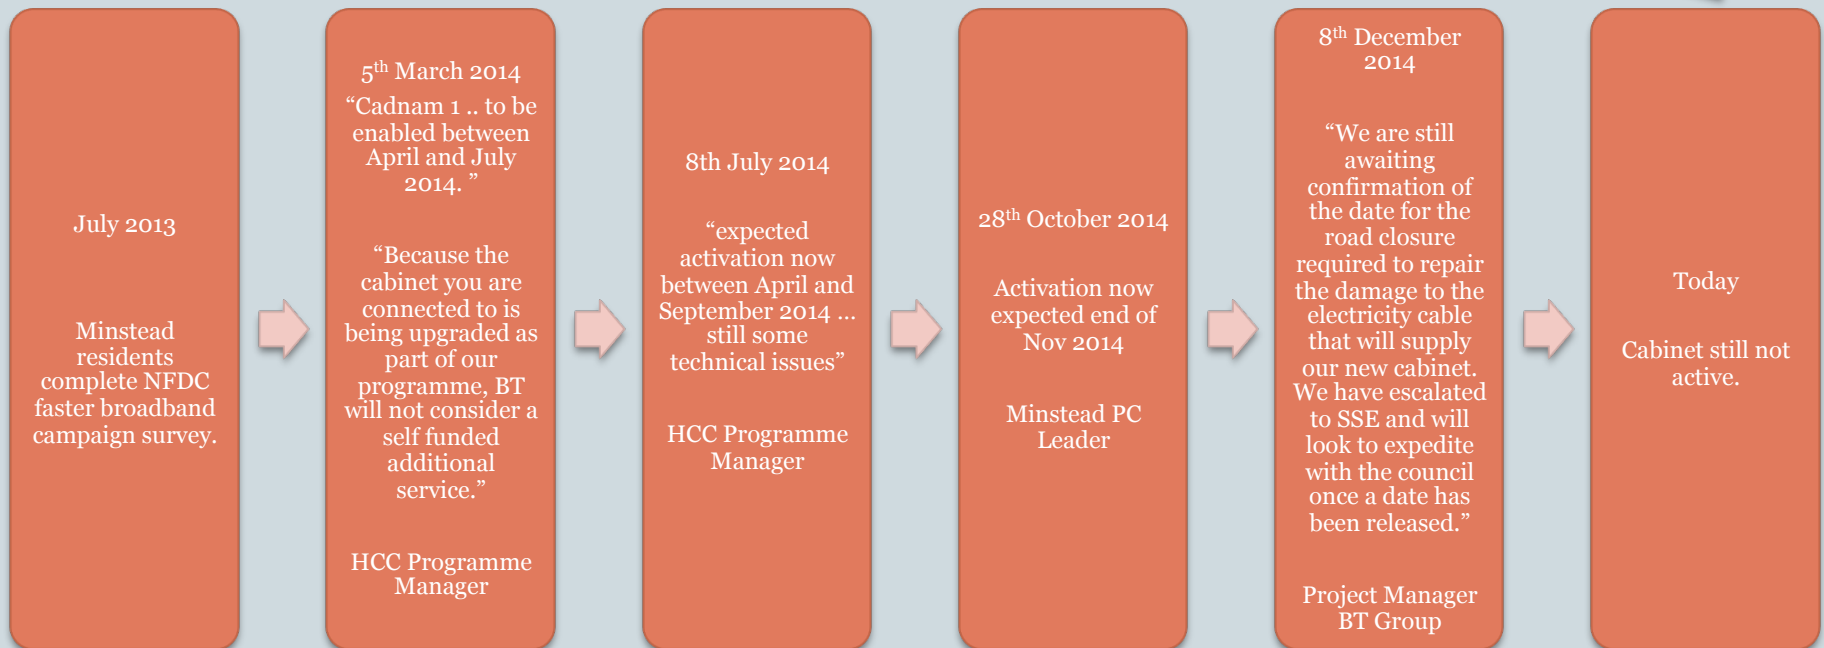 July 2013
Minstead
residents
complete NFDC
faster broadband
campaign survey.
5th March 2014
“Cadnam 1 .. to be
enabled between
April and July
2014. ”
“Because the
cabinet you are
connected to is
being upgraded as
part of our
programme, BT
will not consider a
self funded
additional
service.”
HCC Programme
Manager
8th July 2014
“expected
activation now
between April and
September 2014 ...
still some
technical issues”
HCC Programme
Manager
28th October 2014
Activation now
expected end of
Nov 2014
Minstead PC
Leader
8th December
2014
“We are still
awaiting
confirmation of
the date for the
road closure
required to repair
the damage to the
electricity cable
that will supply
our new cabinet.
We have escalated
to SSE and will
look to expedite
with the council
once a date has
been released.”
Project Manager
BT Group
Today
Cabinet still not
active.